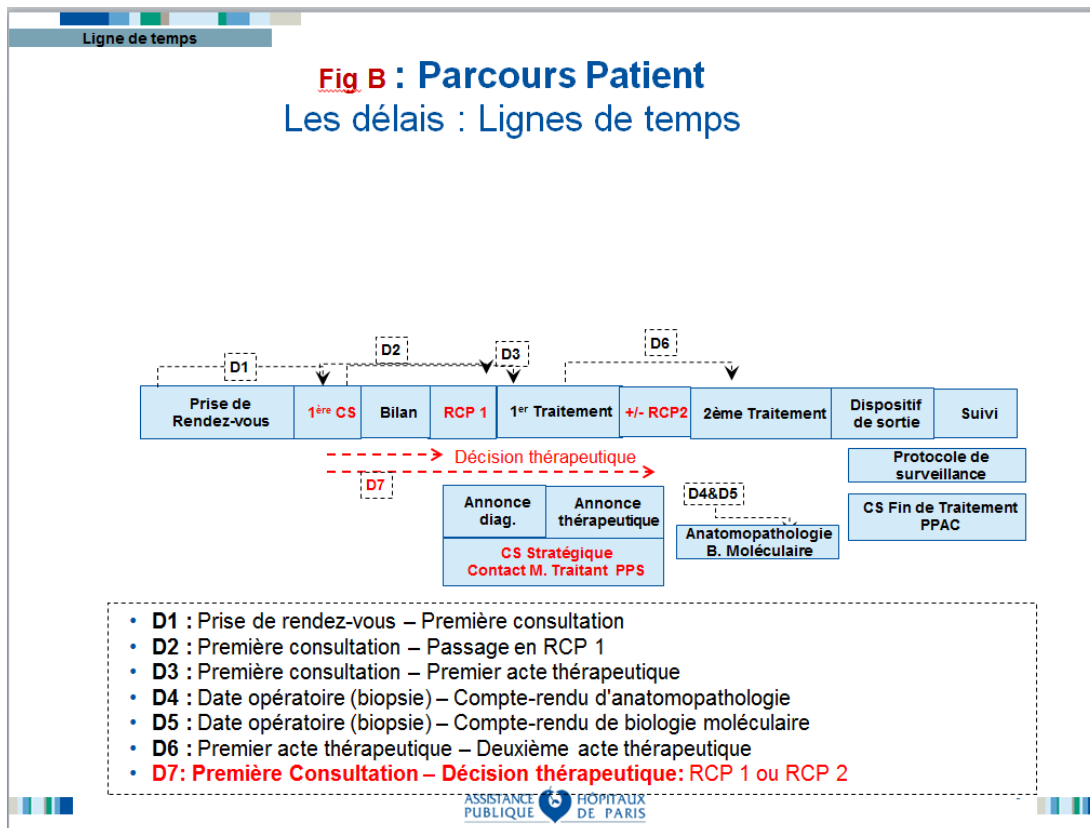 Ligne de temps
Fig B : Parcours Patient
Les délais : Lignes de temps
D1
D2
D3
D6
Prise de
Rendez-vous
1ère CS
Bilan
RCP 1
1er Traitement
+/- RCP2
2ème Traitement
Dispositif
de sortie
Suivi
Décision thérapeutique
D7
Protocole de
surveillance
Annonce
diag.
Annonce
thérapeutique
D4&D5
CS Fin de Traitement
PPAC
Anatomopathologie
B. Moléculaire
CS Stratégique
Contact M. Traitant PPS
• D1 : Prise de rendez-vous – Première consultation
• D2 : Première consultation – Passage en RCP 1
• D3 : Première consultation – Premier acte thérapeutique
• D4 : Date opératoire (biopsie) – Compte-rendu d'anatomopathologie
• D5 : Date opératoire (biopsie) – Compte-rendu de biologie moléculaire
• D6 : Premier acte thérapeutique – Deuxième acte thérapeutique
• D7: Première Consultation – Décision thérapeutique: RCP 1 ou RCP 2
ASSISTANCE HÔPITAUX
PUBLIQUE DE PARIS